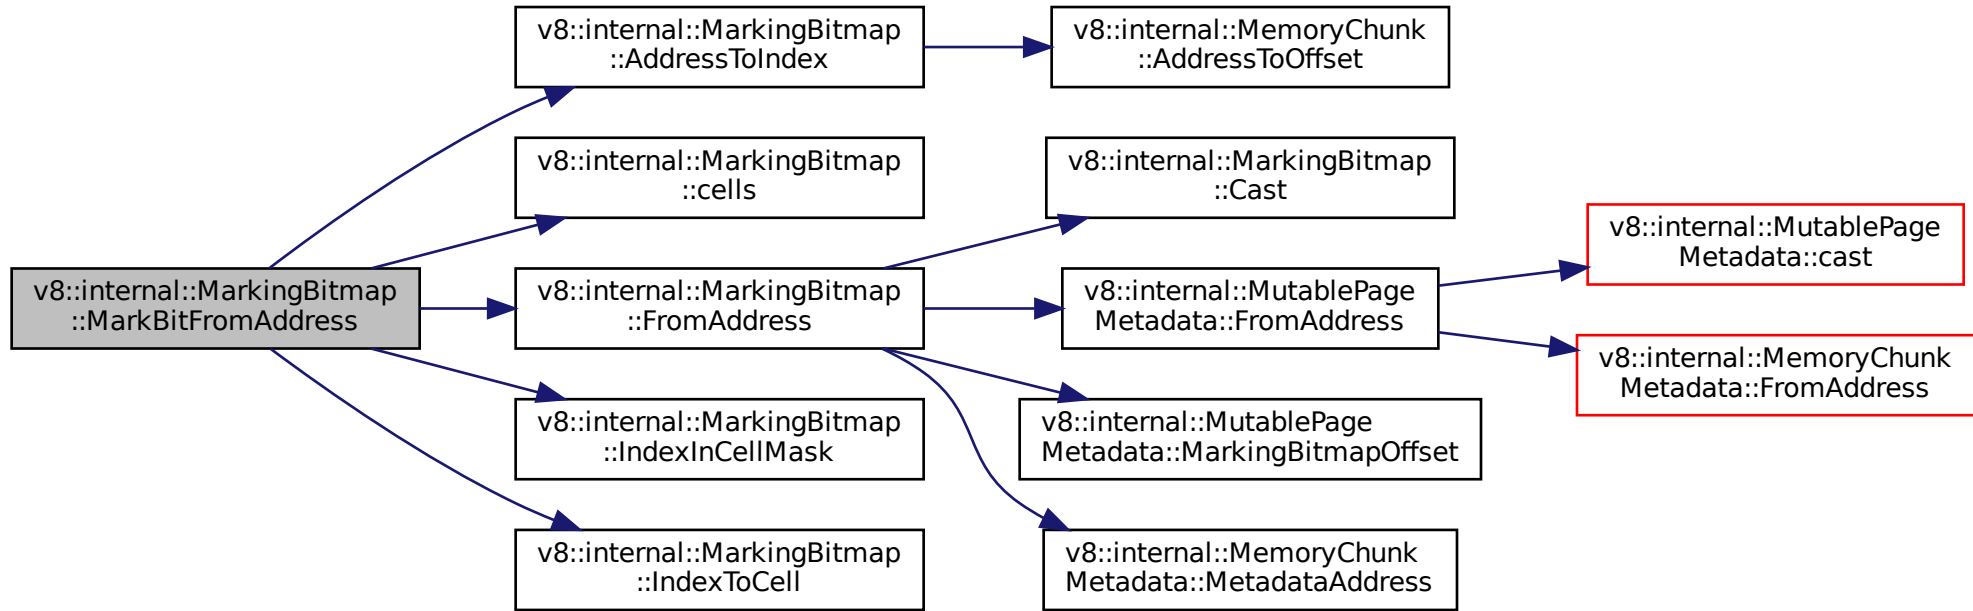 v8::internal::MarkingBitmap
::MarkBitFromAddress
v8::internal::MarkingBitmap
::AddressToIndex
v8::internal::MemoryChunk
::AddressToOffset
v8::internal::MarkingBitmap
::cells
v8::internal::MarkingBitmap
::FromAddress
v8::internal::MarkingBitmap
::Cast
v8::internal::MutablePage
Metadata::FromAddress
v8::internal::MutablePage
Metadata::cast
v8::internal::MemoryChunk
Metadata::FromAddress
v8::internal::MutablePage
Metadata::MarkingBitmapOffset
v8::internal::MemoryChunk
Metadata::MetadataAddress
v8::internal::MarkingBitmap
::IndexInCellMask
v8::internal::MarkingBitmap
::IndexToCell